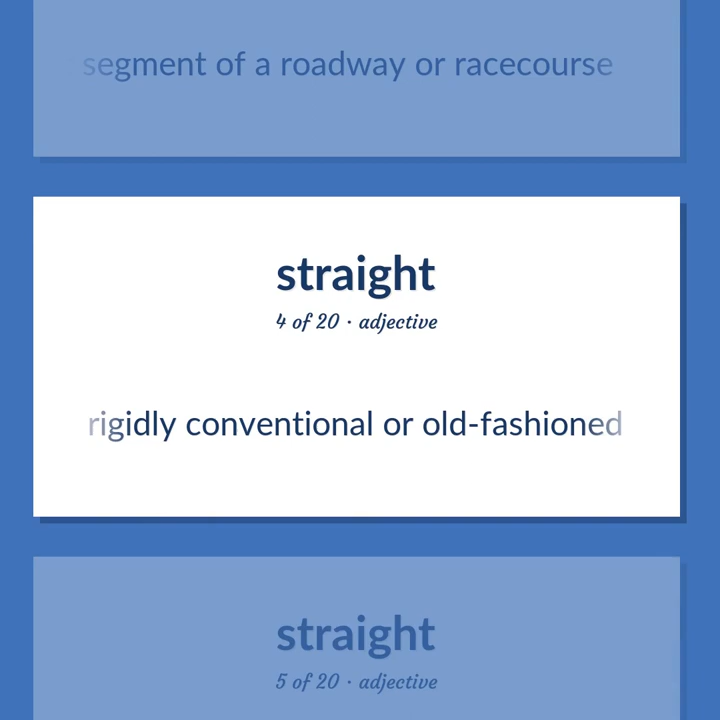 segment of a roadway or racecourse
straight
4 of 20 · adjective
rigidly conventional or old-fashioned
straight
5 of 20 · adjective